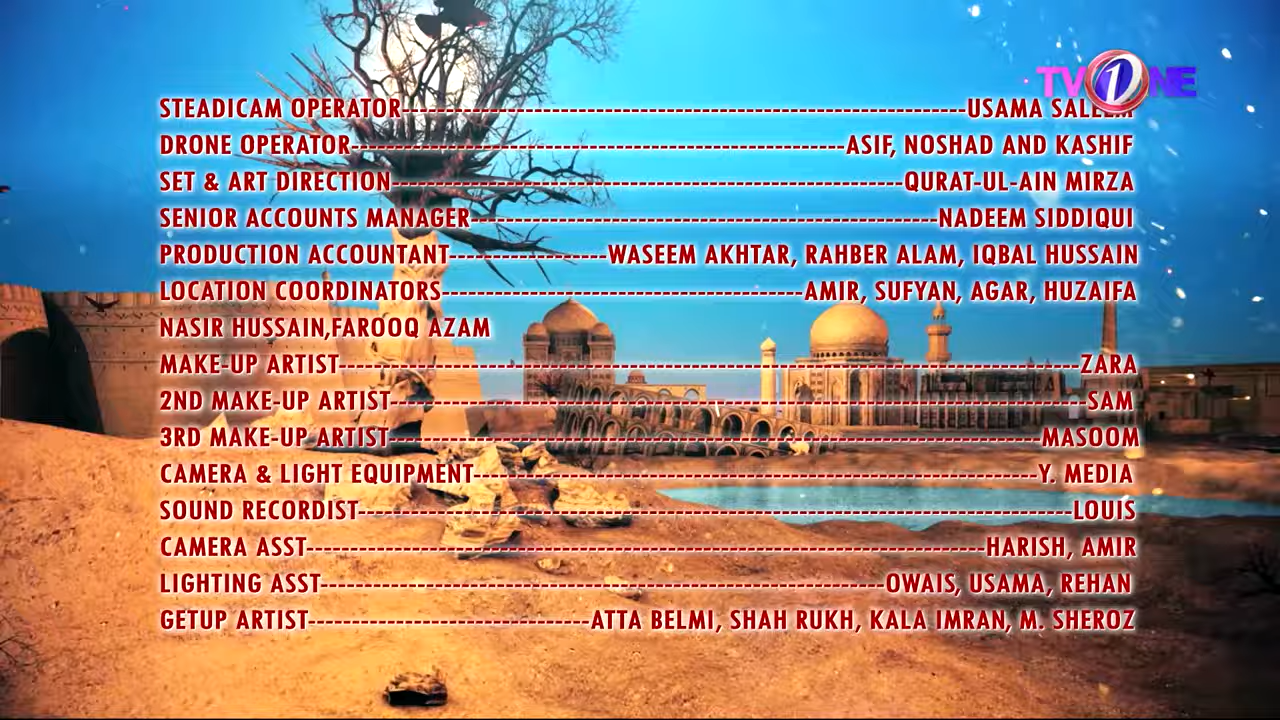 TV ONE
STEADICAM OPERATOR------------------------------------------------------------------------USAMA SALEEM
DRONE OPERATOR--------------------------------------------------------------ASIF, NOSHAD AND KASHIF
SET & ART DIRECTION----------------------------------------------------------------QURAT-UL-AIN MIRZA
SENIOR ACCOUNTS MANAGER----------------------------------------------------------NADEEM SIDDIQUI
PRODUCTION ACCOUNTANT--------------------WASEEM AKHTAR, RAHBER ALAM, IQBAL HUSSAIN
LOCATION COORDINATORS---------------------------------------------AMIR, SUFYAN, AGAR, HUZAIFA
NASIR HUSSAIN,FAROOQ AZAM
MAKE-UP ARTIST---------------------------------------------------------------------------------------------ZARA
2ND MAKE-UP ARTIST---------------------------------------------------------------------------------------SAM
3RD MAKE-UP ARTIST----------------------------------------------------------------------------------MASOOM
CAMERA & LIGHT EQUIPMENT-----------------------------------------------------------------------Y. MEDIA
SOUND RECORDIST------------------------------------------------------------------------------------------LOUIS
CAMERA ASST--------------------------------------------------------------------------------------HARISH, AMIR
LIGHTING ASST-----------------------------------------------------------------------OWAIS, USAMA, REHAN
GETUP ARTIST-----------------------------------ATTA BELMI, SHAH RUKH, KALA IMRAN, M. SHEROZ